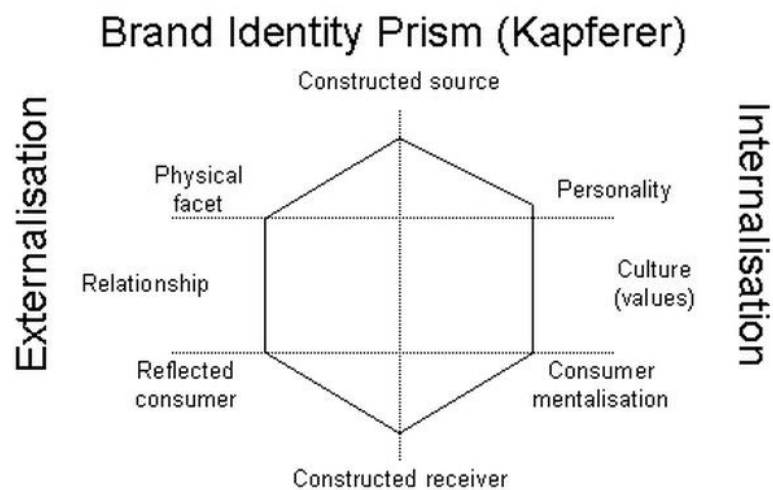 Brand Identity Prism (Kapferer)
Constructed source
Externalisation
Internalisation
Physical
facet
Personality
Relationship
Culture
(values)
Reflected
consumer
Consumer
mentalisation
Constructed receiver